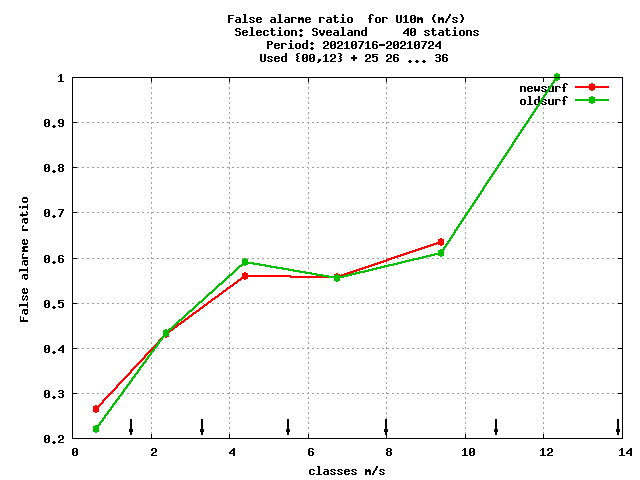 False alarme ratio  for U10m (m/s)
Selection: Svealand     40 stations
Period: 20210716-20210724
Used {00,12} + 25 26 ... 36
newsurf
oldsurf
1
0.9
0.8
0.7
0.6
0.5
0.4
0.3
0.2
False alarme ratio
0 2 4 6 8 10 12 14
classes m/s